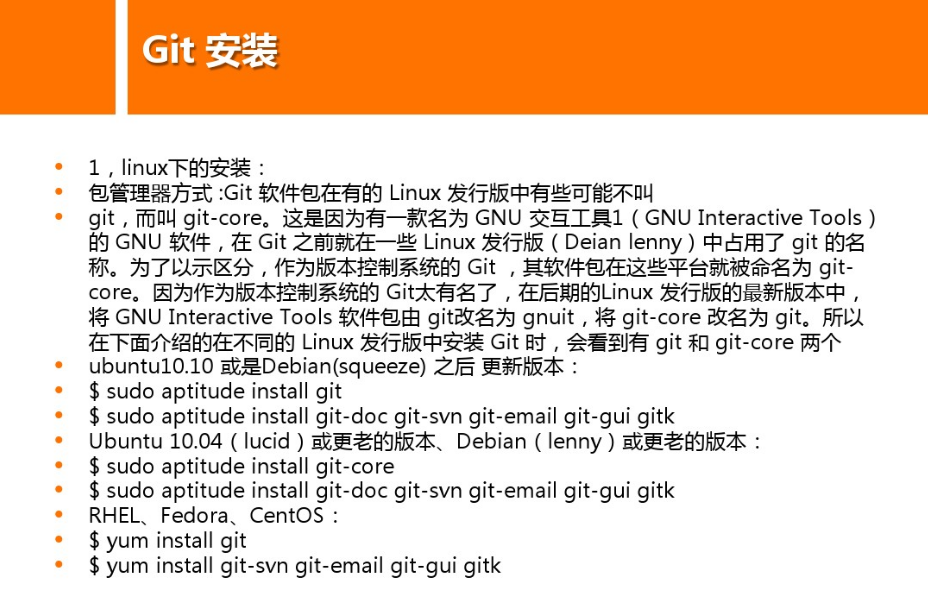 Git 安装
1，linux下的安装：
包管理器方式 :Git 软件包在有的 Linux 发行版中有些可能不叫
git，而叫 git-core。这是因为有一款名为 GNU 交互工具1（GNU Interactive Tools）
的 GNU 软件，在 Git 之前就在一些 Linux 发行版（Deian lenny）中占用了 git 的名
称。为了以示区分，作为版本控制系统的 Git ，其软件包在这些平台就被命名为 git-
core。因为作为版本控制系统的 Git太有名了，在后期的Linux 发行版的最新版本中，
将 GNU Interactive Tools 软件包由 git改名为 gnuit，将 git-core 改名为 git。所以
在下面介绍的在不同的 Linux 发行版中安装 Git 时，会看到有 git 和 git-core 两个
ubuntu10.10 或是Debian(squeeze) 之后 更新版本：
$ sudo aptitude install git
$ sudo aptitude install git-doc git-svn git-email git-gui gitk
Ubuntu 10.04（lucid）或更老的版本、Debian（lenny）或更老的版本：
$ sudo aptitude install git-core
$ sudo aptitude install git-doc git-svn git-email git-gui gitk
RHEL、Fedora、CentOS：
$ yum install git
$ yum install git-svn git-email git-gui gitk